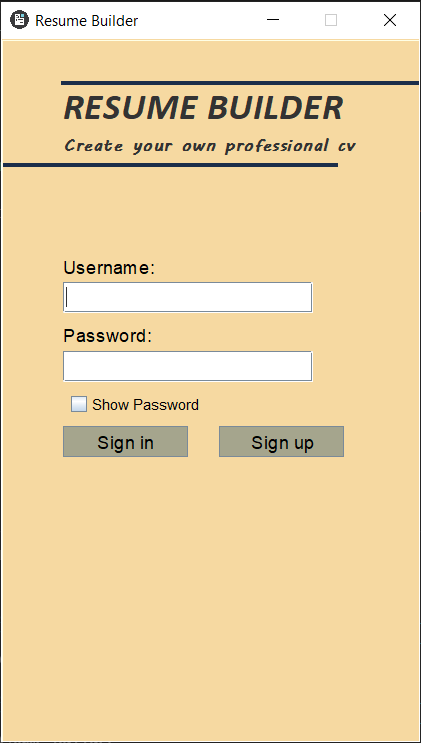 Resume Builder
RESUME BUILDER
Create your own professional cv
Username:
Password:
Show Password
Sign in Sign up